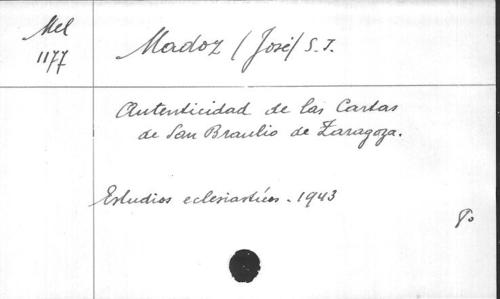 Mel
1177
Madoz (José) S.J.
Autenticidad de las Cartas
de San Braulio de Zaragoza.
Estudios eclesiásticos - 1943